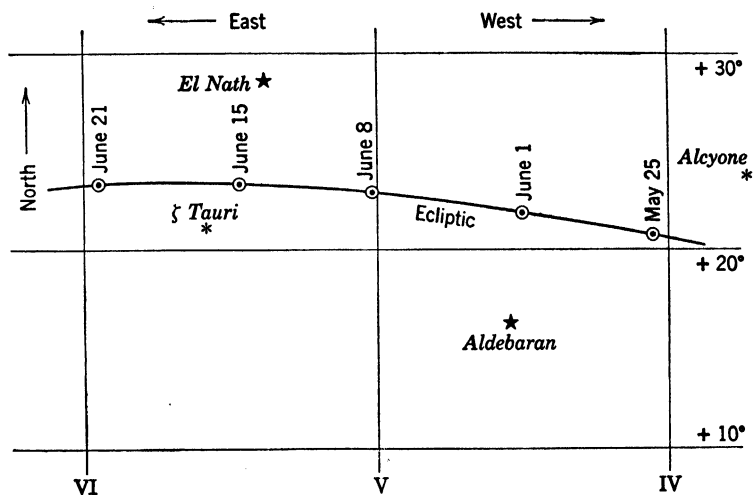 East West
+ 30°
El Nath
North
June 21
June 15
June 8
June 1
May 25
Alcyone
ζ Tauri
*
*
Ecliptic
+ 20°
Aldebaran
+ 10°
VI V IV